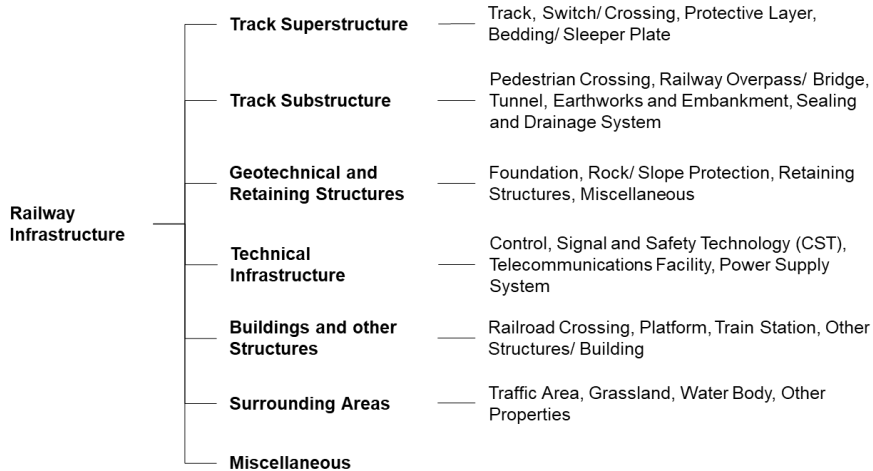 Track Superstructure
Track, Switch/ Crossing, Protective Layer,
Bedding/ Sleeper Plate
Track Substructure
Pedestrian Crossing, Railway Overpass/ Bridge,
Tunnel, Earthworks and Embankment, Sealing
and Drainage System
Geotechnical and
Retaining Structures
Foundation, Rock/ Slope Protection, Retaining
Structures, Miscellaneous
Railway
Infrastructure
Technical
Infrastructure
Control, Signal and Safety Technology (CST),
Telecommunications Facility, Power Supply
System
Buildings and other
Structures
Railroad Crossing, Platform, Train Station, Other
Structures/ Building
Surrounding Areas
Traffic Area, Grassland, Water Body, Other
Properties
Miscellaneous